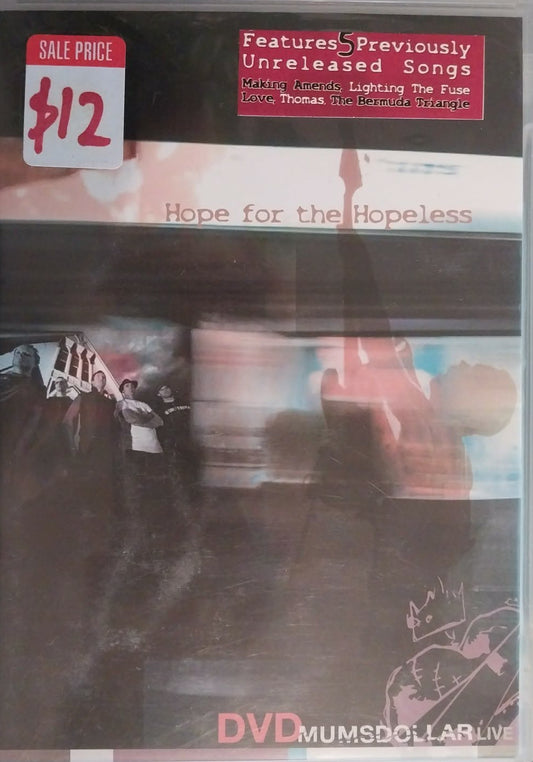 SALE PRICE
$12
Features 5 Previously
Unreleased Songs
Making Amends, Lighting The Fuse
Love, Thomas, The Bermuda Triangle
Hope for the Hopeless
DVD MUMSDOLLAR LIVE